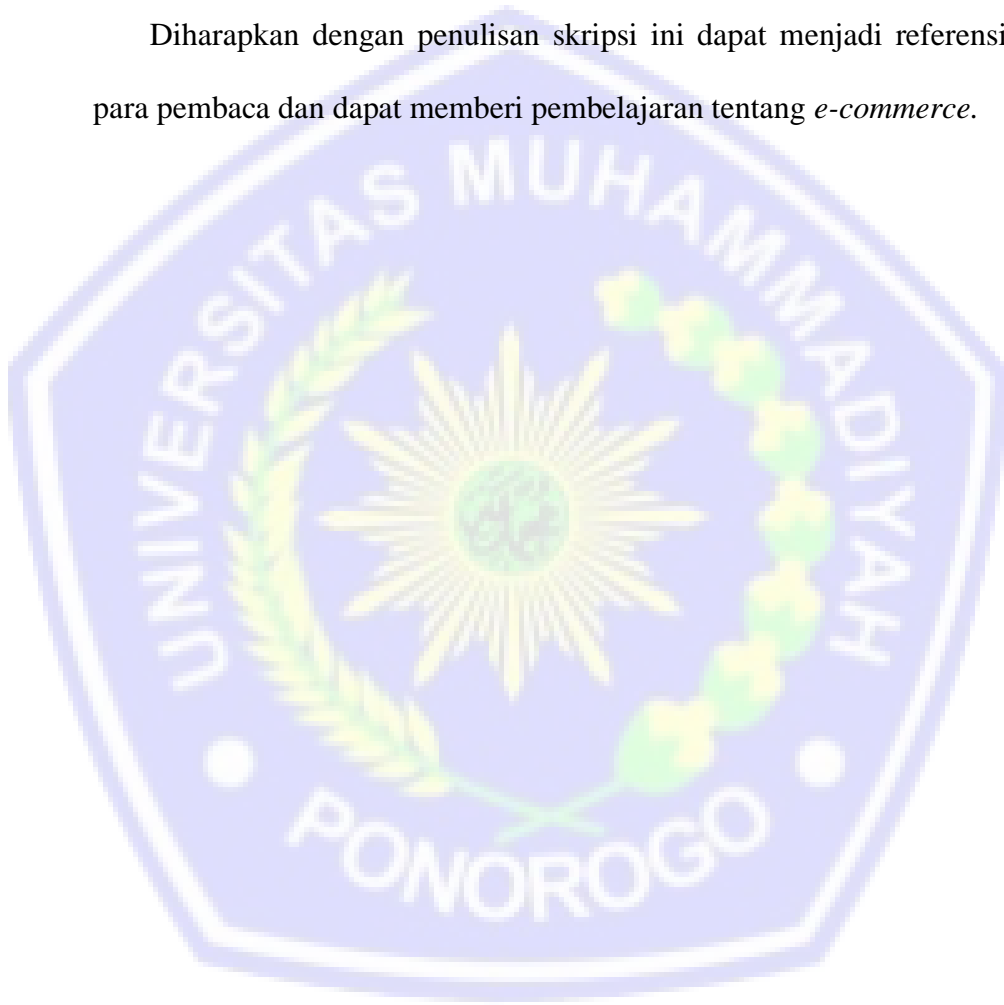 Diharapkan dengan penulisan skripsi ini dapat menjadi referensi
para pembaca dan dapat memberi pembelajaran tentang e-commerce.
UNIVERSITAS MUHAMMADIYAH
PONOROGO